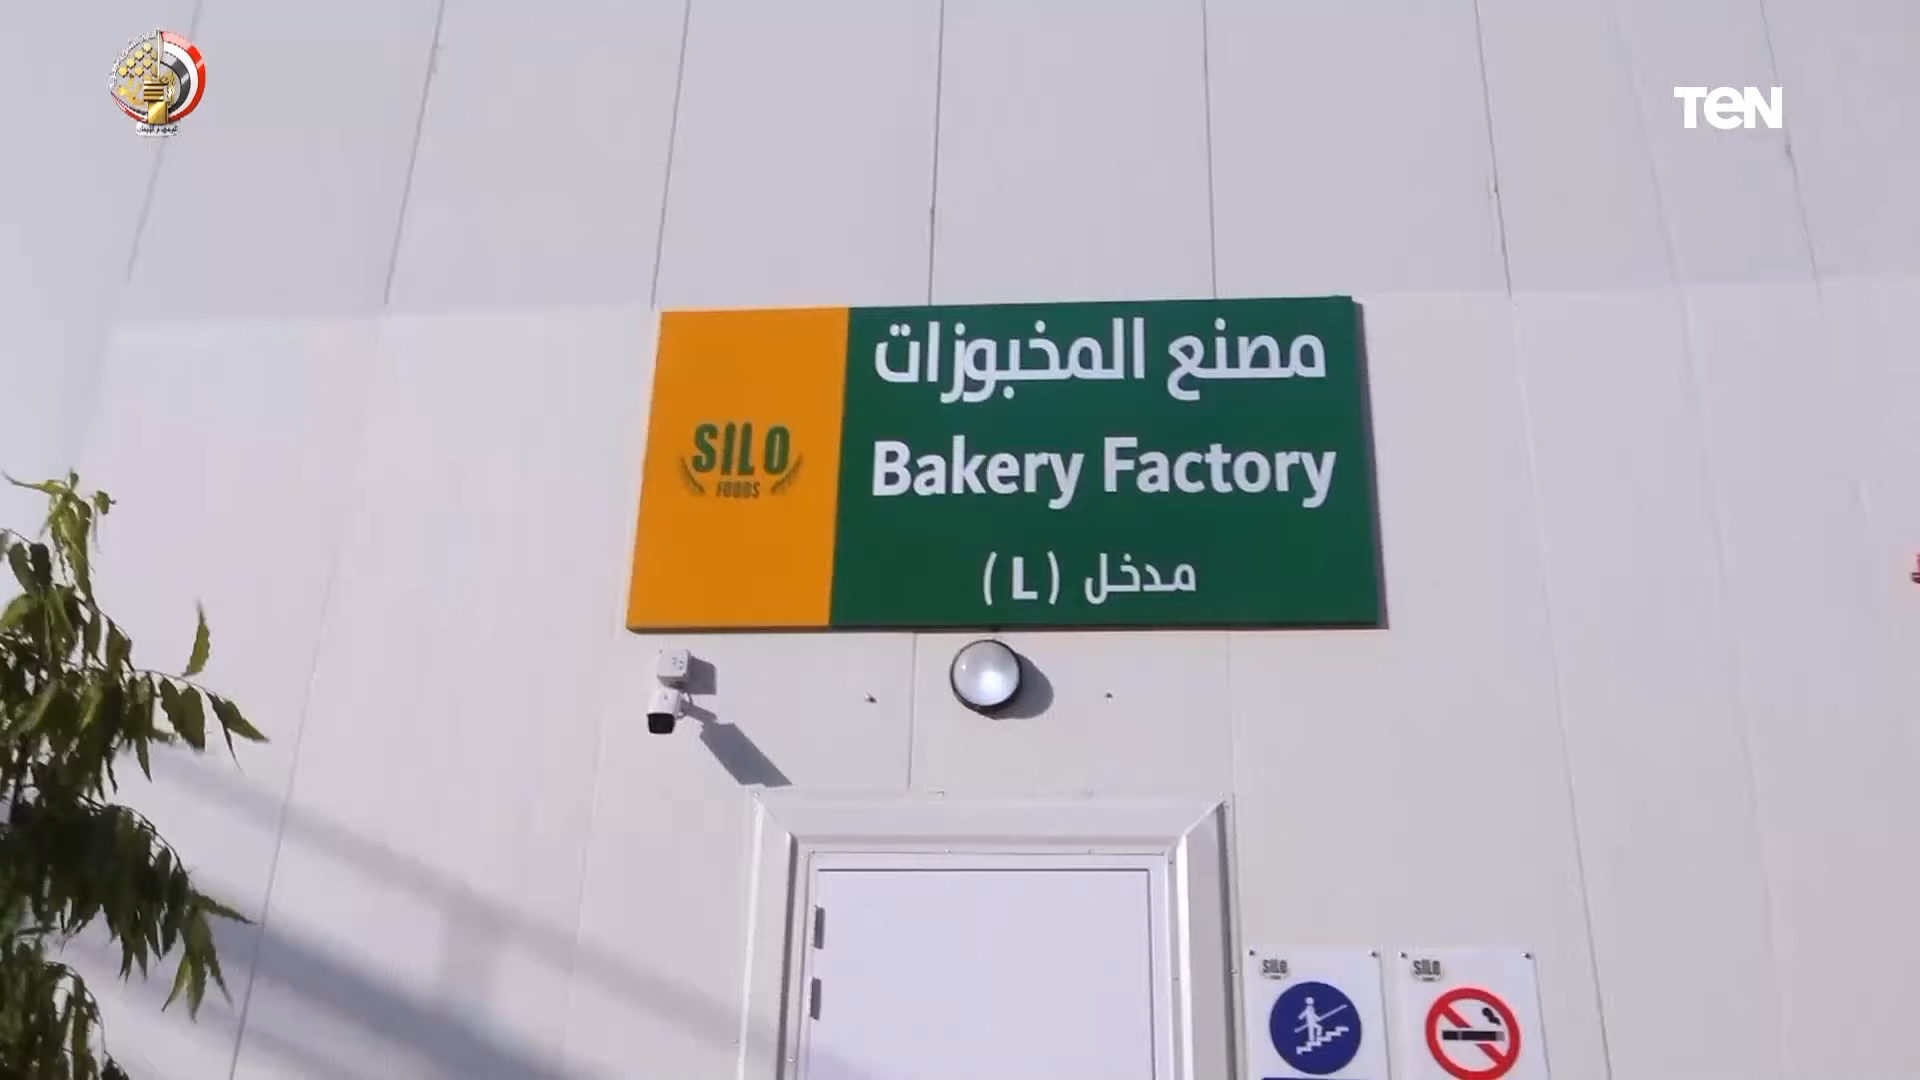 TeN
مصنع المخبوزات
Bakery Factory
مدخل (L)
SILO
FOODS
SILO
SILO